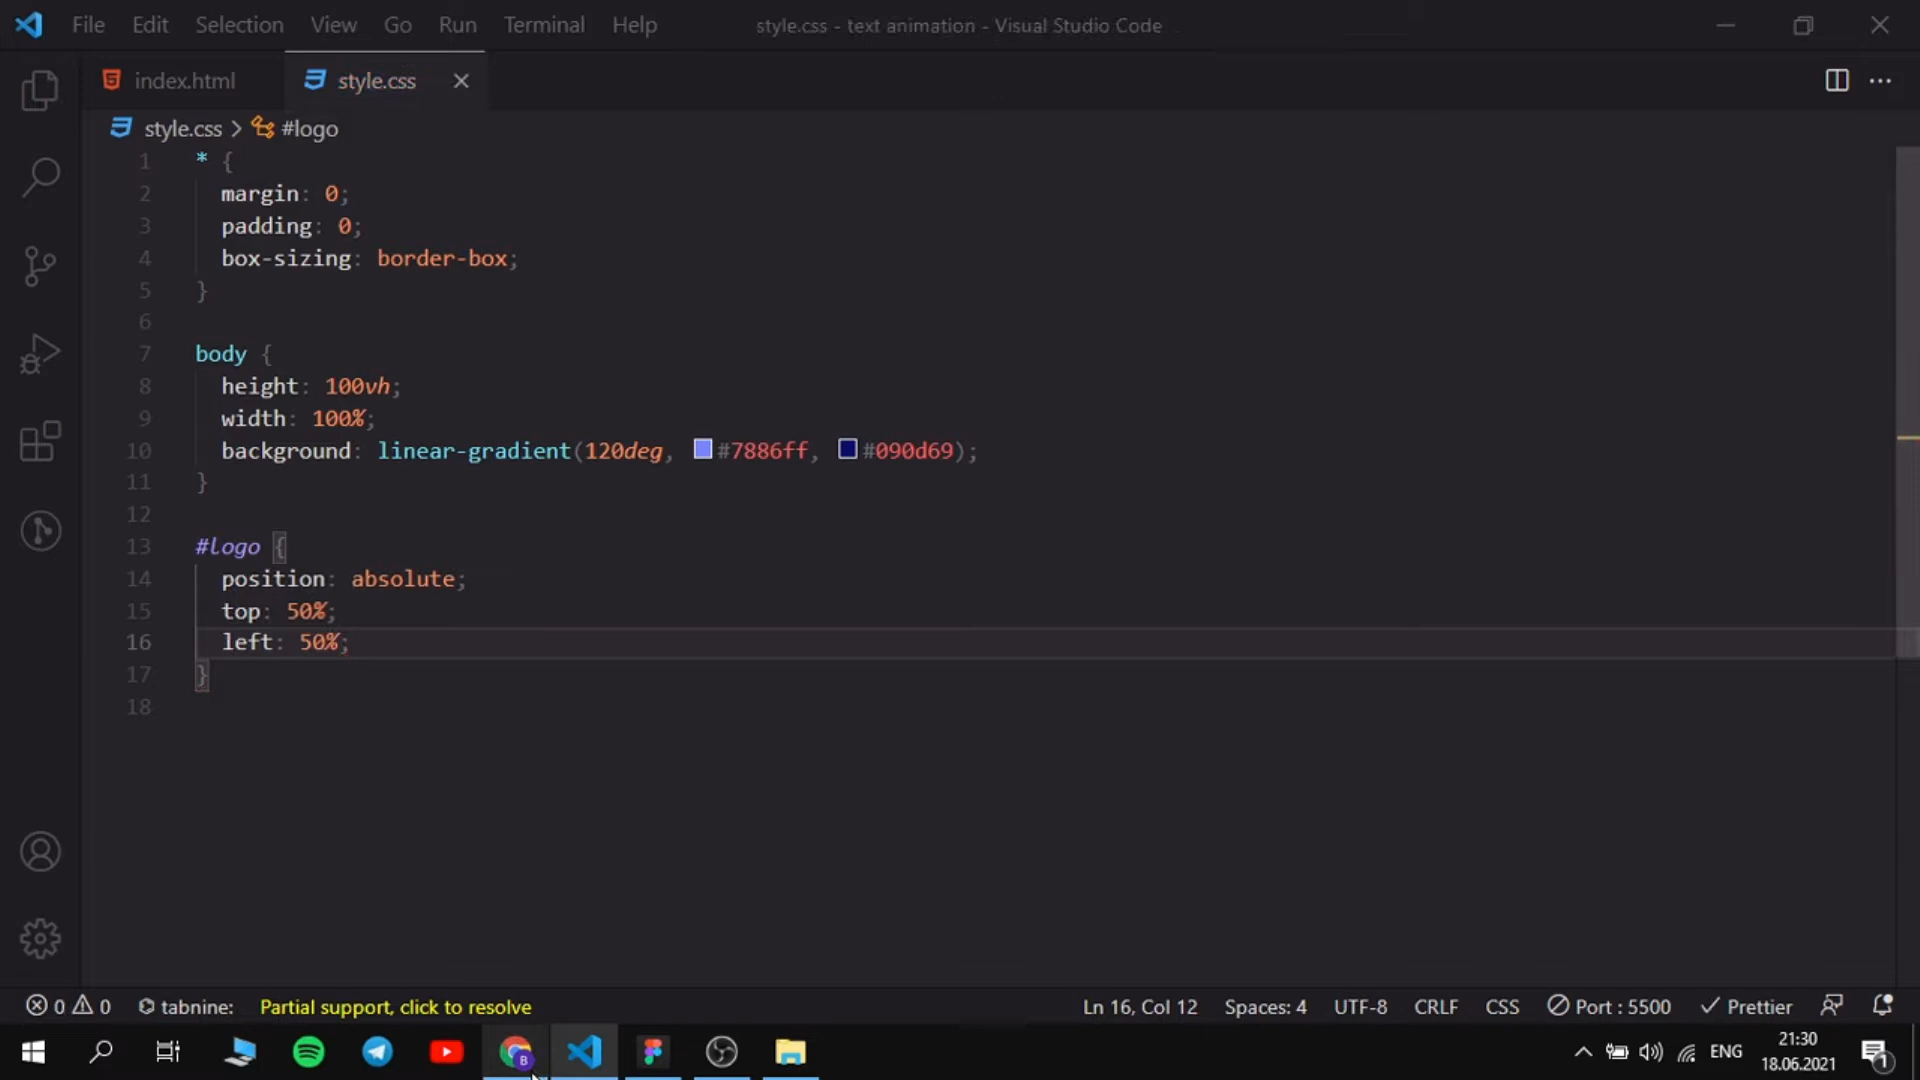 File Edit Selection View Go Run Terminal Help style.css - text animation - Visual Studio Code
index.html style.css
style.css > #logo
1 * {
2 margin: 0;
3 padding: 0;
4 box-sizing: border-box;
5 }
6
7 body {
8 height: 100vh;
9 width: 100%;
10 background: linear-gradient(120deg, #7886ff, #090d69);
11 }
12
13 #logo {
14 position: absolute;
15 top: 50%;
16 left: 50%;
17 }
18
0 0 tabnine: Partial support, click to resolve Ln 16, Col 12 Spaces: 4 UTF-8 CRLF CSS Port : 5500 Prettier
B ENG 21:30
18.06.2021 1